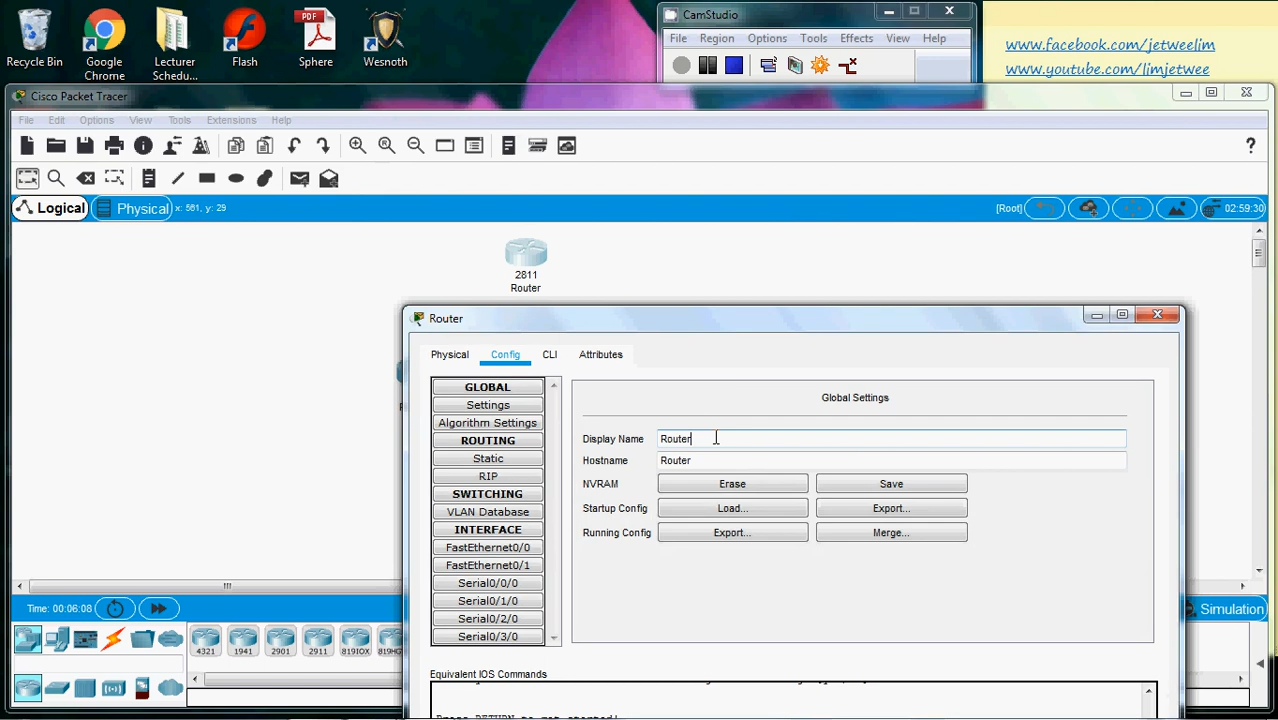 Recycle Bin
Google
Chrome
Lecturer
Schedu...
Flash
PDF
Sphere
Wesnoth
CamStudio
File Region Options Tools Effects View Help
www.facebook.com/jetweelim
www.youtube.com/limjetwee
Cisco Packet Tracer
File Edit Options View Tools Extensions Help
Logical
Physical
x: 561, y: 29
[Root]
02:59:30
2811
Router
Router
Physical Config CLI Attributes
GLOBAL
Settings
Algorithm Settings
ROUTING
Static
RIP
SWITCHING
VLAN Database
INTERFACE
FastEthernet0/0
FastEthernet0/1
Serial0/0/0
Serial0/1/0
Serial0/2/0
Serial0/3/0
Global Settings
Display Name Router
Hostname Router
NVRAM Erase Save
Startup Config Load... Export...
Running Config Export... Merge...
Equivalent IOS Commands
Time: 00:06:08
Simulation
4321 1941 2901 2911 819IOX